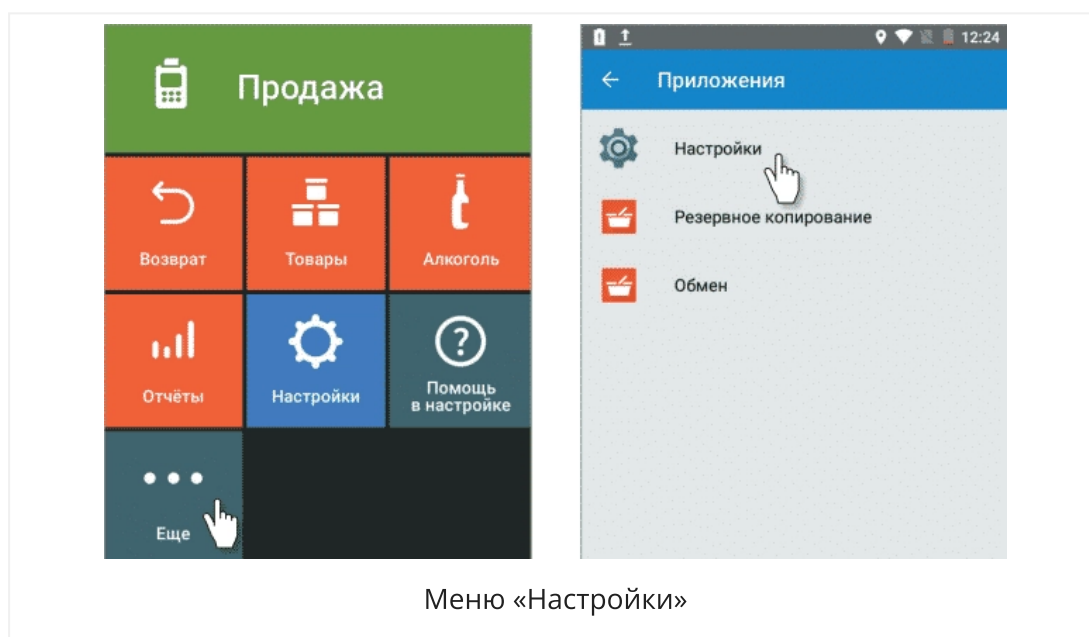 Продажа
Возврат
Товары
Алкоголь
Отчёты
Настройки
Помощь
в настройке
Еще
12:24
Приложения
Настройки
Резервное копирование
Обмен
Меню «Настройки»